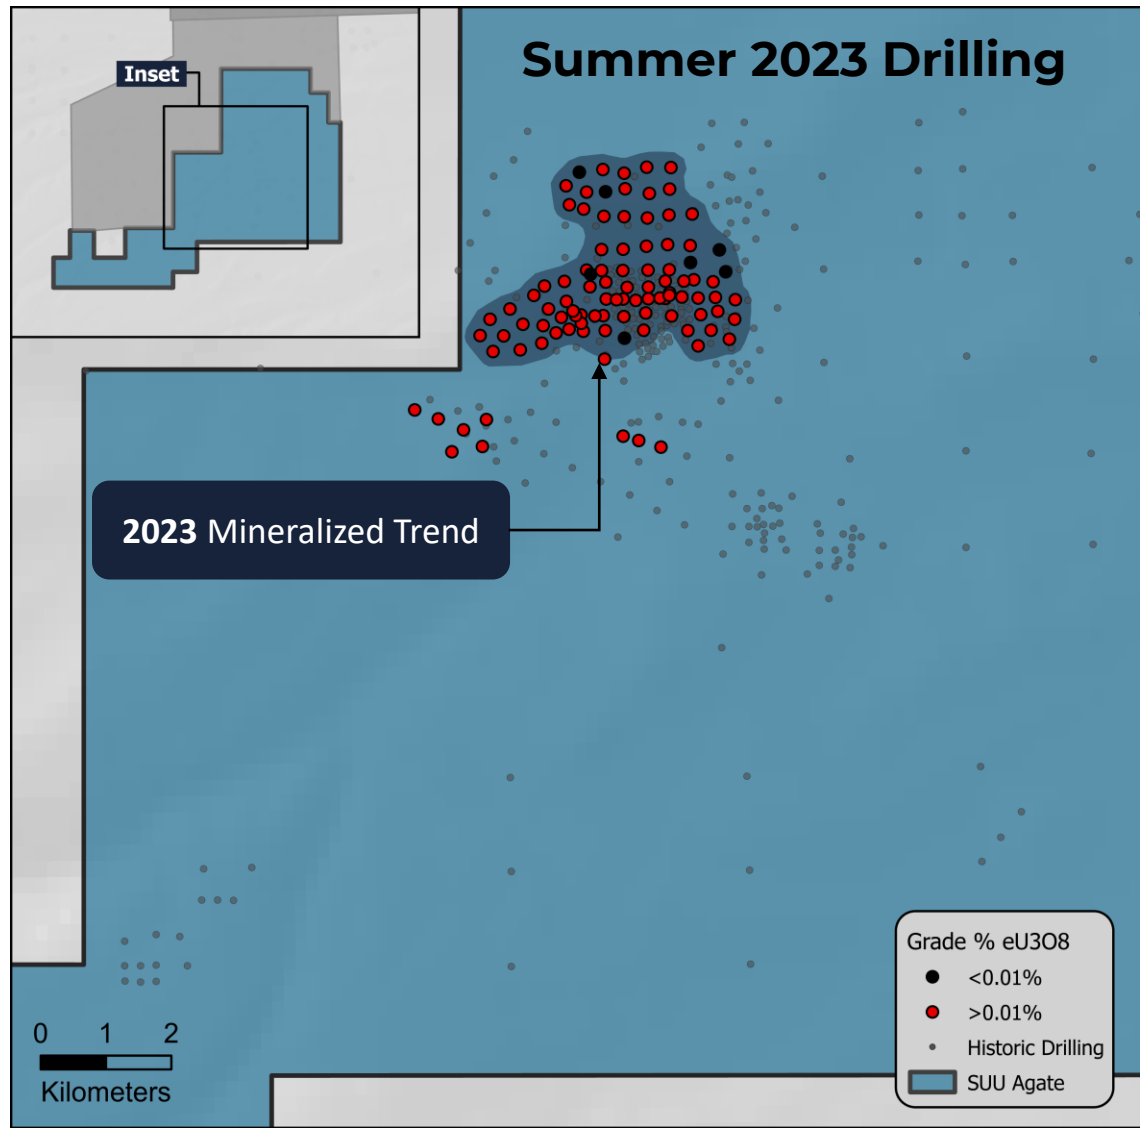 Summer 2023 Drilling
Inset
2023 Mineralized Trend
Grade % eU3O8
<0.01%
>0.01%
Historic Drilling
SUU Agate
0 1 2
Kilometers